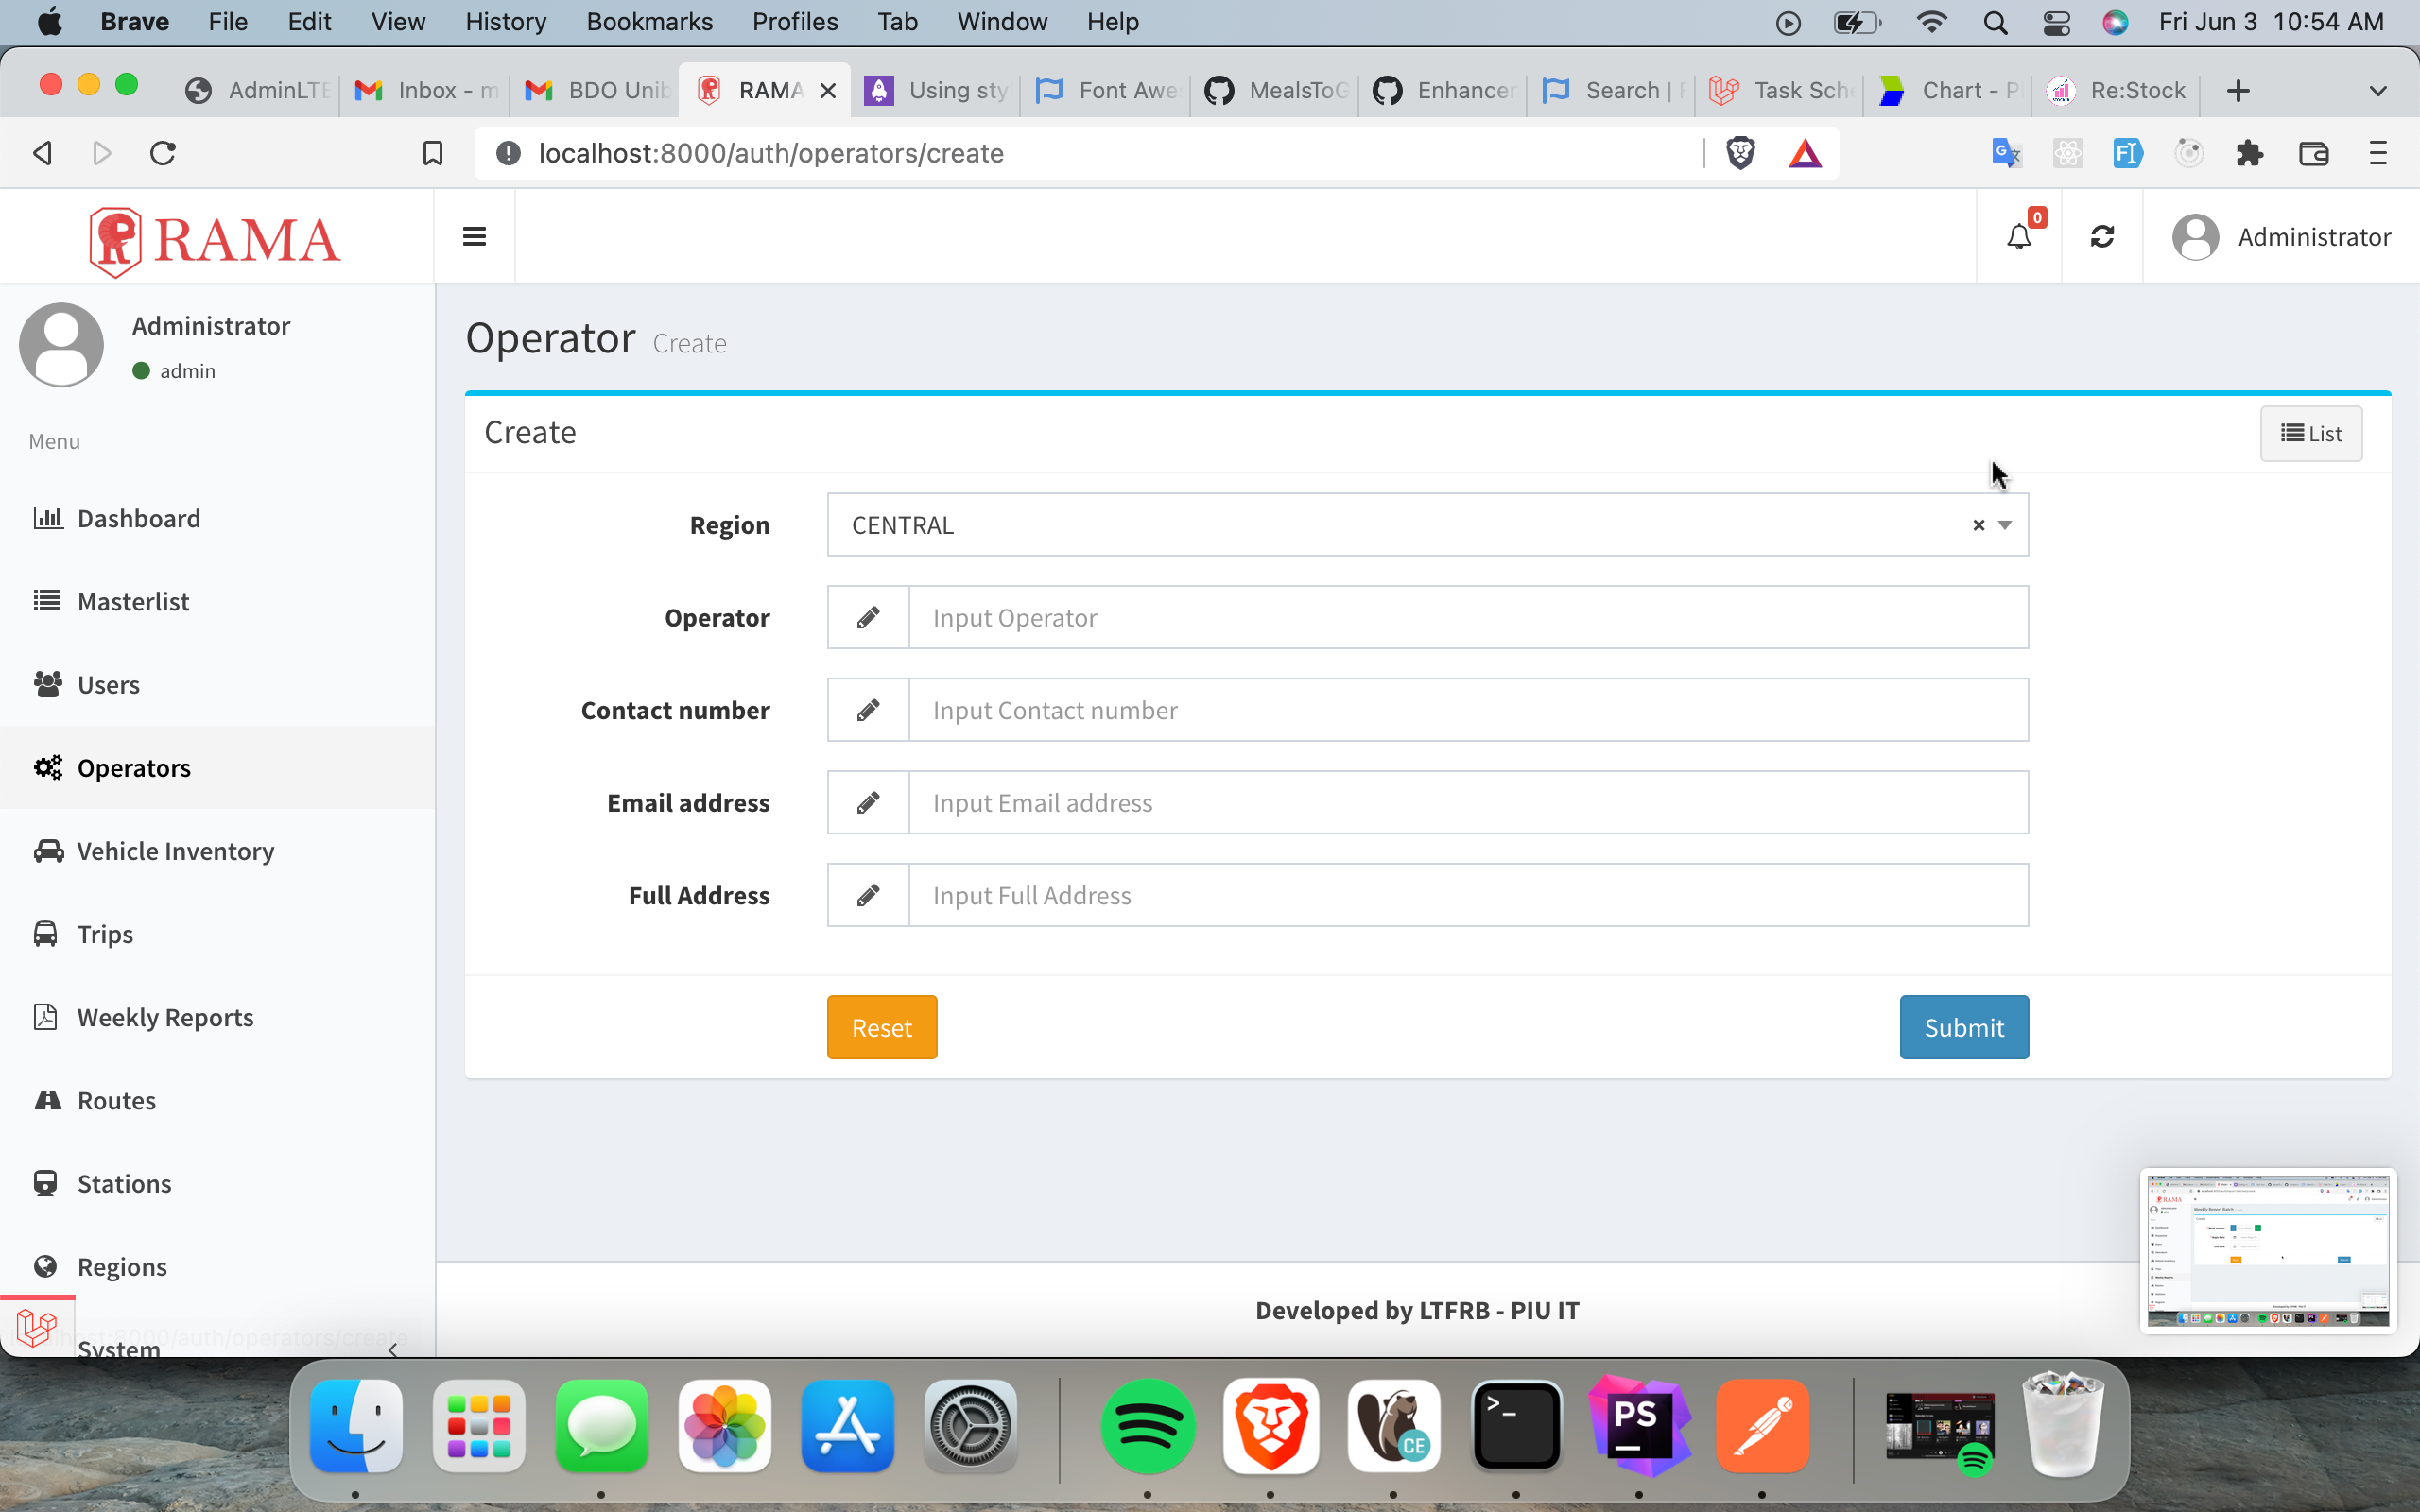 Brave File Edit View History Bookmarks Profiles Tab Window Help Fri Jun 3 10:54 AM
AdminLTE Inbox - m BDO Unib RAMA Using sty Font Awe MealsToG Enhancer Search | Task Sche Chart - P Re:Stock
localhost:8000/auth/operators/create
RAMA
0
Administrator
Administrator
admin
Menu
Dashboard
Masterlist
Users
Operators
Vehicle Inventory
Trips
Weekly Reports
Routes
Stations
Regions
System
localhost:8000/auth/operators/create
Operator Create
Create
List
Region CENTRAL
Operator Input Operator
Contact number Input Contact number
Email address Input Email address
Full Address Input Full Address
Reset Submit
Developed by LTFRB - PIU IT
CE
>_
PS